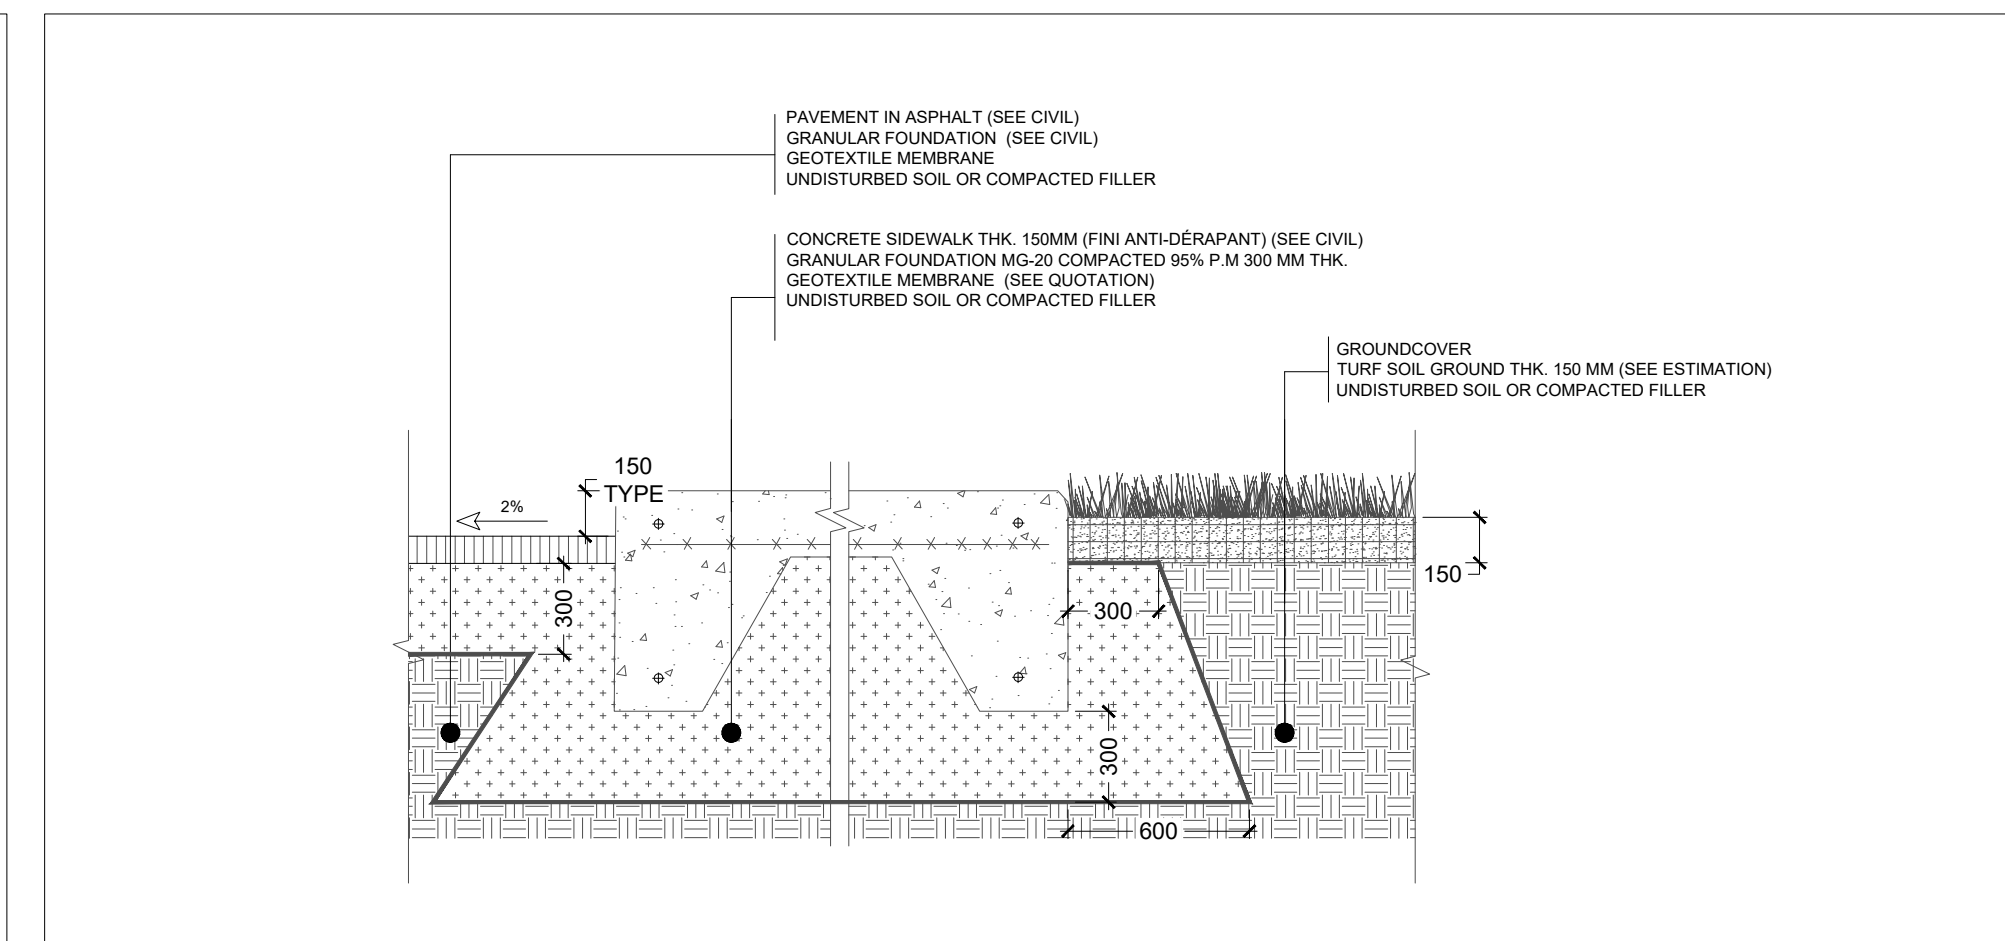 PAVEMENT IN ASPHALT (SEE CIVIL)
GRANULAR FOUNDATION (SEE CIVIL)
GEOTEXTILE MEMBRANE
UNDISTURBED SOIL OR COMPACTED FILLER
CONCRETE SIDEWALK THK. 150MM (FINI ANTI-DÉRAPANT) (SEE CIVIL)
GRANULAR FOUNDATION MG-20 COMPACTED 95% P.M 300 MM THK.
GEOTEXTILE MEMBRANE (SEE QUOTATION)
UNDISTURBED SOIL OR COMPACTED FILLER
GROUNDCOVER
TURF SOIL GROUND THK. 150 MM (SEE ESTIMATION)
UNDISTURBED SOIL OR COMPACTED FILLER
150
TYPE
2%
150
300
300
300
600